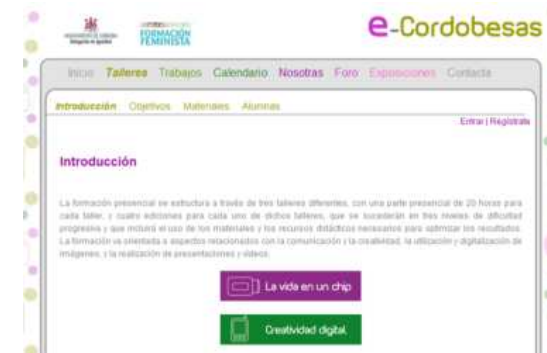 FORMACIÓN
FEMINISTA
e-Cordobesas
Inicio Talleres Trabajos Calendario Nosotras Foro Exposiciones Contacta
Introducción Objetivos Materiales Alumnas
Entrar | Regístrate
Introducción
La formación presencial se estructura a través de tres talleres diferentes, con una parte presencial de 20 horas para
cada taller, y cuatro ediciones para cada uno de dichos talleres, que se sucederán en tres niveles de dificultad
progresiva y que incluirá el uso de los materiales y los recursos didácticos necesarios para optimizar los resultados.
La formación va orientada a aspectos relacionados con la comunicación y la creatividad, la utilización y digitalización de
imágenes, y la realización de presentaciones y vídeos.
La vida en un chip
Creatividad digital